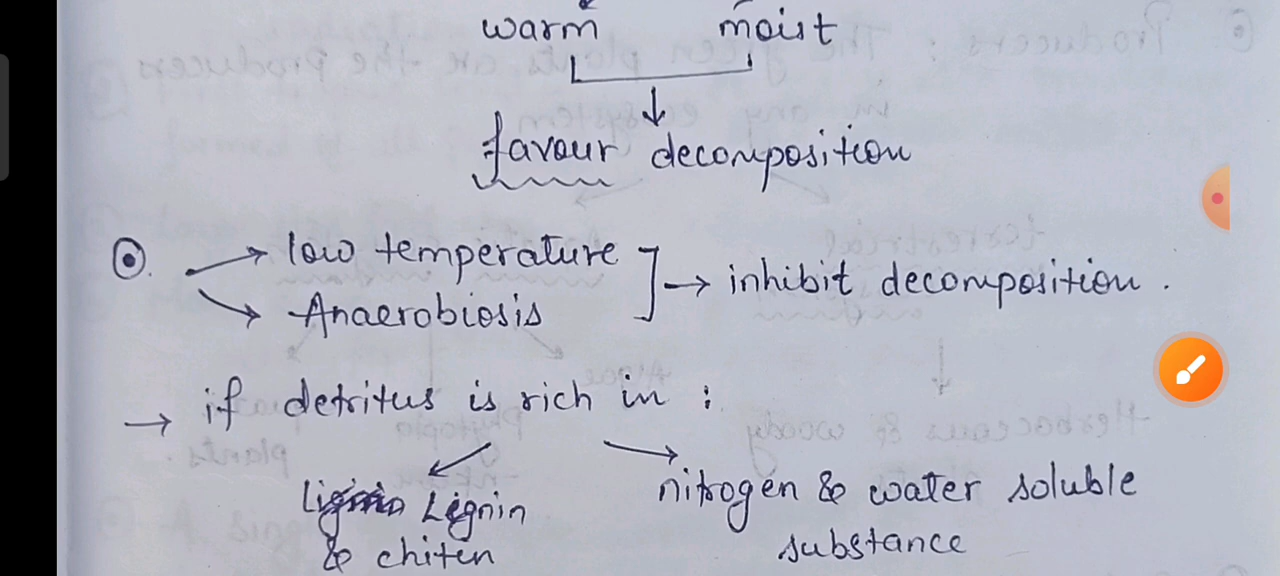 warm moist
favour decomposition
low temperature
Anaerobiosis
→ inhibit decomposition .
→ if detritus is rich in :
Lignin Lignin
& chiten
nitrogen & water soluble
substance